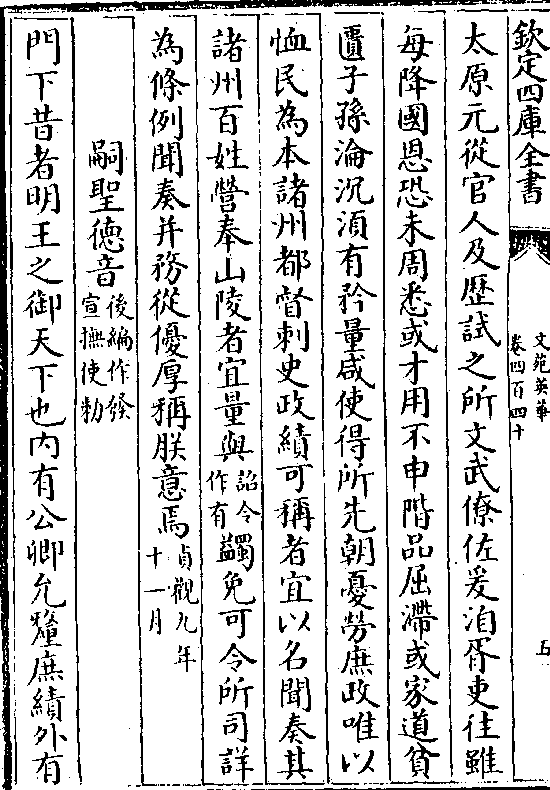 欽定四庫全書
文苑英華
卷四百四十
五
太原元從官人及歷試之所文武僚佐爰洎胥吏往雖
每降國恩恐未周悉或才用不申階品屈滯或家道貧
匱子孫淪沉須有矜量咸使得所先朝憂勞庶政唯以
恤民為本諸州都督刺史政績可稱者宜以名聞奏其
諸州百姓營奉山陵者宜量與詔令作有蠲免可令所司詳
為條例聞奏并務從優厚稱朕意焉貞觀九年十一月
嗣聖德音後編作發宣撫使勅
門下昔者明王之御天下也内有公卿允釐庶績外有